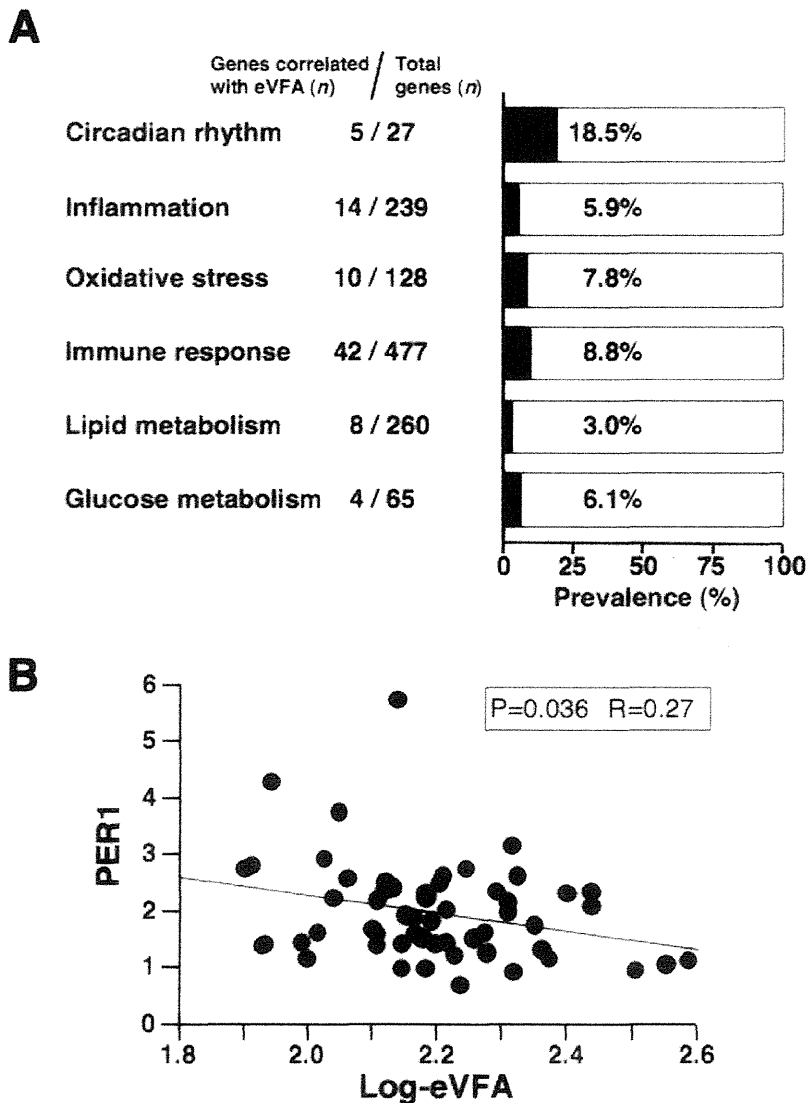 A
Genes correlated / Total
with eVFA (n) genes (n)
Circadian rhythm 5 / 27 18.5%
Inflammation 14 / 239 5.9%
Oxidative stress 10 / 128 7.8%
Immune response 42 / 477 8.8%
Lipid metabolism 8 / 260 3.0%
Glucose metabolism 4 / 65 6.1%
0 25 50 75 100
Prevalence (%)
B
P=0.036 R=0.27
6
5
4
3
2
1
0
PER1
1.8 2.0 2.2 2.4 2.6
Log-eVFA